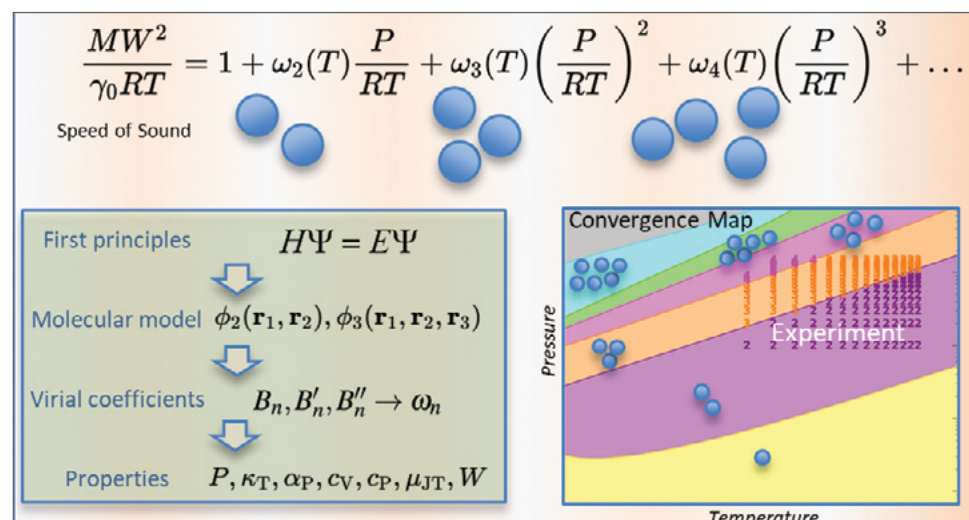 MW² / γ₀RT = 1 + ω₂(T) P/RT + ω₃(T) (P/RT)² + ω₄(T) (P/RT)³ + …
Speed of Sound
First principles HΨ = EΨ
Molecular model ϕ₂(r₁, r₂), ϕ₃(r₁, r₂, r₃)
Virial coefficients Bₙ, B′ₙ, B″ₙ → ωₙ
Properties P, κ_T, α_P, c_V, c_P, μ_JT, W
Convergence Map
Experiment
Pressure
Temperature